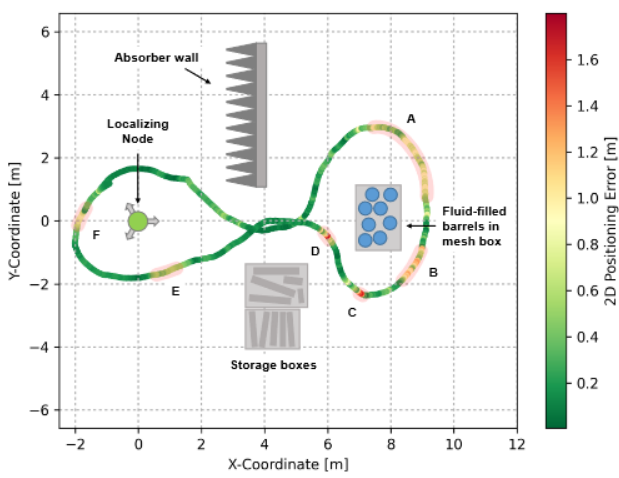 6
4
2
0
−2
−4
−6
Y-Coordinate [m]
−2 0 2 4 6 8 10 12
X-Coordinate [m]
Absorber wall
Localizing
Node
A
Fluid-filled
barrels in
mesh box
F
D
B
E
C
Storage boxes
1.6
1.4
1.2
1.0
0.8
0.6
0.4
0.2
2D Positioning Error [m]